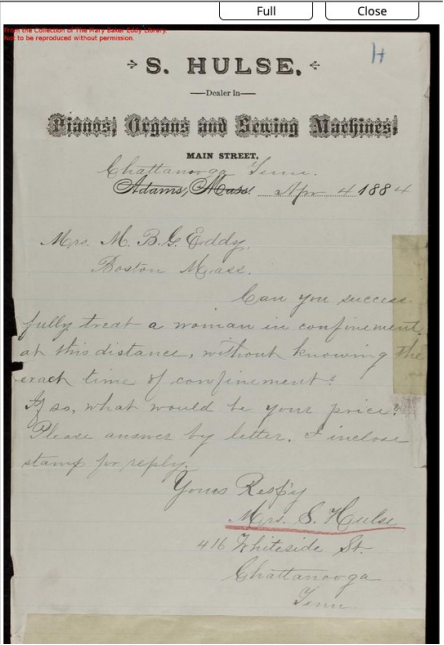 Full Close
From the Collection of The Mary Baker Eddy Library.
Not to be reproduced without permission.
H
S. HULSE,
Dealer in
Pianos, Organs and Sewing Machines,
MAIN STREET,
Chattanooga Tenn.
Adams, Mass. Apr 4 1884
Mrs. M. B. G. Eddy.
Boston Mass.
Can you success
fully treat a woman in confinement,
at this distance, without knowing the
exact time of confinement?
If so, what would be your price?
Please answer by letter. I inclose
stamp for reply.
Yours Respy
Mrs. S. Hulse
416 Whiteside St.
Chattanooga
Tenn